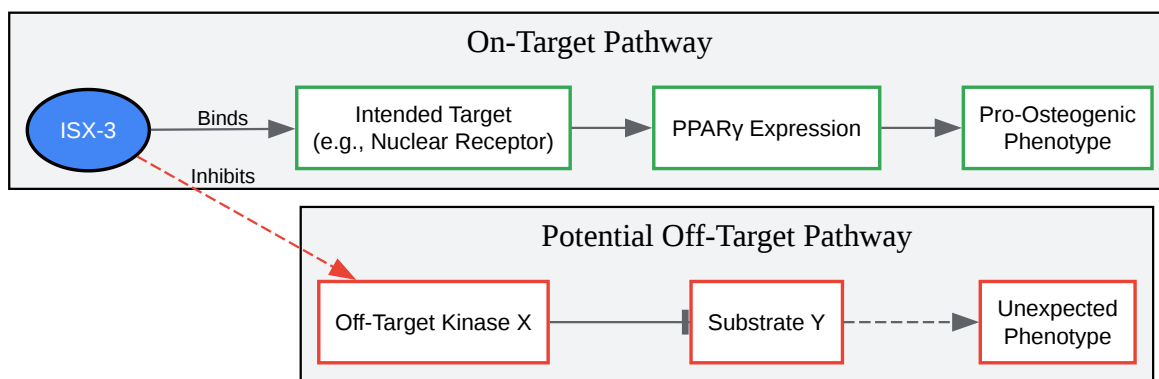 On-Target Pathway
ISX-3
Binds
Intended Target
(e.g., Nuclear Receptor)
PPARγ Expression
Pro-Osteogenic
Phenotype
Inhibits
Potential Off-Target Pathway
Off-Target Kinase X
Substrate Y
Unexpected
Phenotype